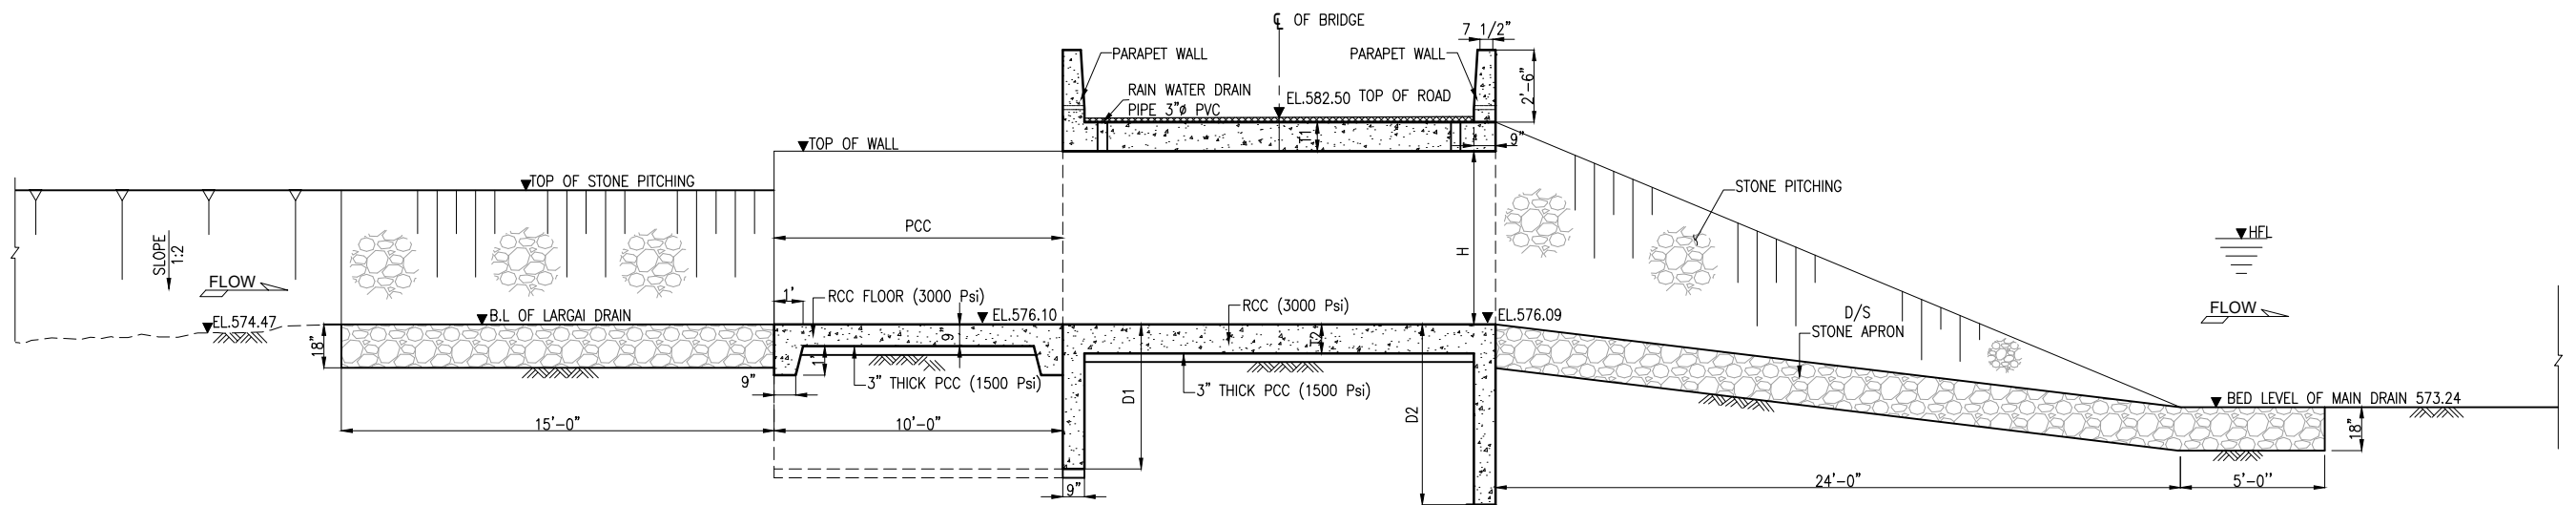 ℄ OF BRIDGE
7 1/2"
PARAPET WALL
PARAPET WALL
2'-6"
RAIN WATER DRAIN
PIPE 3"ø PVC
EL.582.50 TOP OF ROAD
T1
9"
TOP OF WALL
TOP OF STONE PITCHING
STONE PITCHING
PCC
SLOPE
1:2
H
HFL
FLOW
1'
RCC FLOOR (3000 Psi)
RCC (3000 Psi)
FLOW
D/S
STONE APRON
EL.574.47
B.L OF LARGAI DRAIN
EL.576.10
EL.576.09
18"
9"
T2
1'
9"
3" THICK PCC (1500 Psi)
3" THICK PCC (1500 Psi)
D1
D2
BED LEVEL OF MAIN DRAIN 573.24
18"
15'-0"
10'-0"
9"
24'-0"
5'-0''